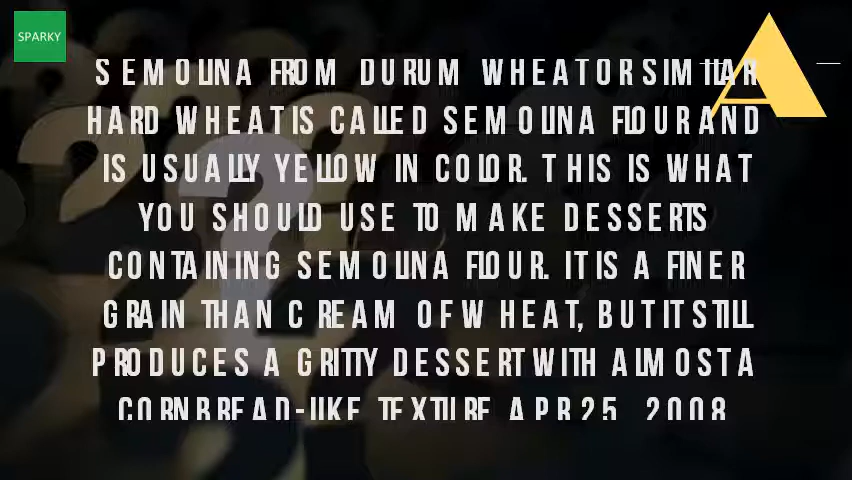 SPARKY
A
SEMOLINA FROM DURUM WHEAT OR SIMILAR
HARD WHEAT IS CALLED SEMOLINA FLOUR AND
IS USUALLY YELLOW IN COLOR. THIS IS WHAT
YOU SHOULD USE TO MAKE DESSERTS
CONTAINING SEMOLINA FLOUR. IT IS A FINER
GRAIN THAN CREAM OF WHEAT, BUT IT STILL
PRODUCES A GRITTY DESSERT WITH ALMOST A
CORNBREAD-LIKE TEXTURE APR 25, 2008